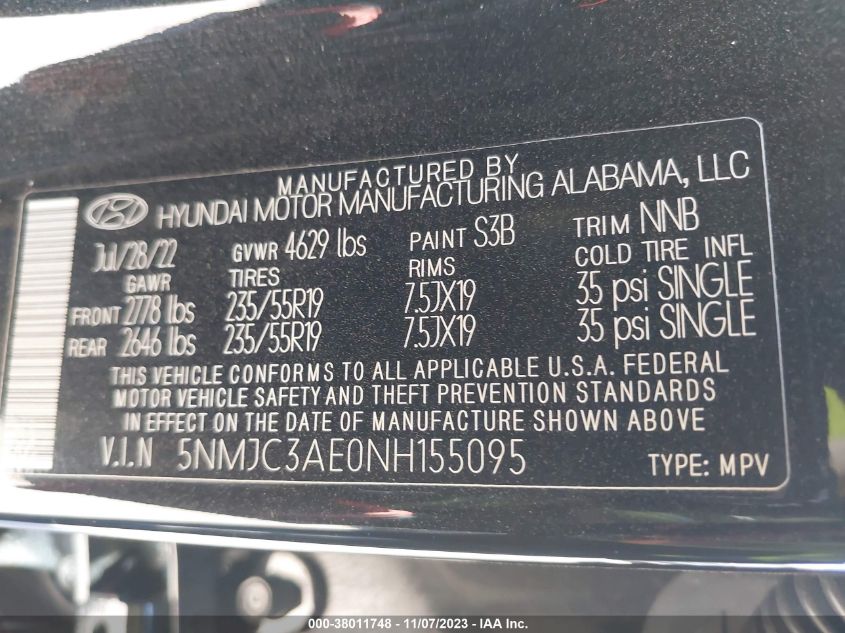 MANUFACTURED BY
HYUNDAI MOTOR MANUFACTURING ALABAMA, LLC
Jul/28/22 GVWR 4629 lbs PAINT S3B TRIM NNB
GAWR TIRES RIMS COLD TIRE INFL
FRONT 2778 lbs 235/55R19 7.5JX19 35 psi SINGLE
REAR 2646 lbs 235/55R19 7.5JX19 35 psi SINGLE
THIS VEHICLE CONFORMS TO ALL APPLICABLE U.S.A. FEDERAL
MOTOR VEHICLE SAFETY AND THEFT PREVENTION STANDARDS
IN EFFECT ON THE DATE OF MANUFACTURE SHOWN ABOVE
V.I.N 5NMJC3AE0NH155095 TYPE: MPV
000-38011748 - 11/07/2023 - IAA Inc.